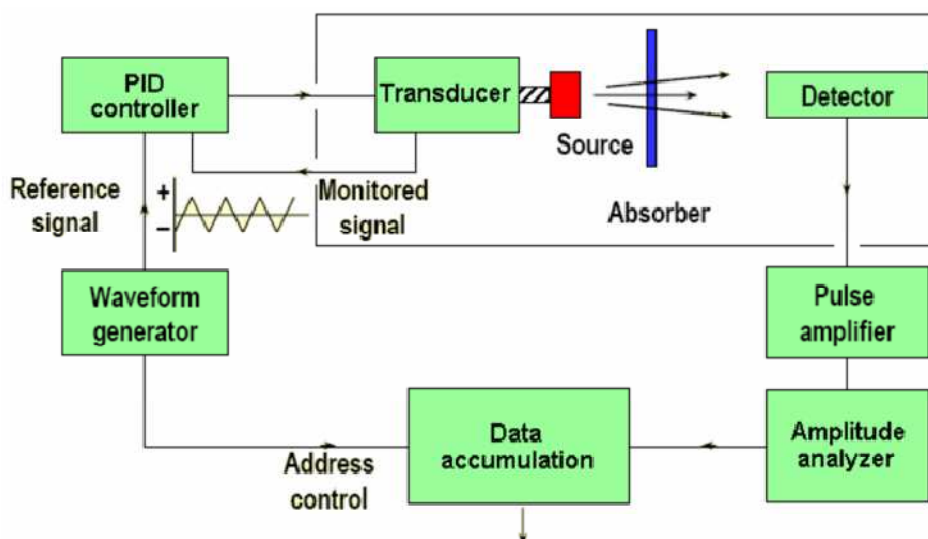 PID
controller
Transducer
Detector
Source
Reference
signal
+
−
Monitored
signal
Absorber
Waveform
generator
Pulse
amplifier
Data
accumulation
Amplitude
analyzer
Address
control